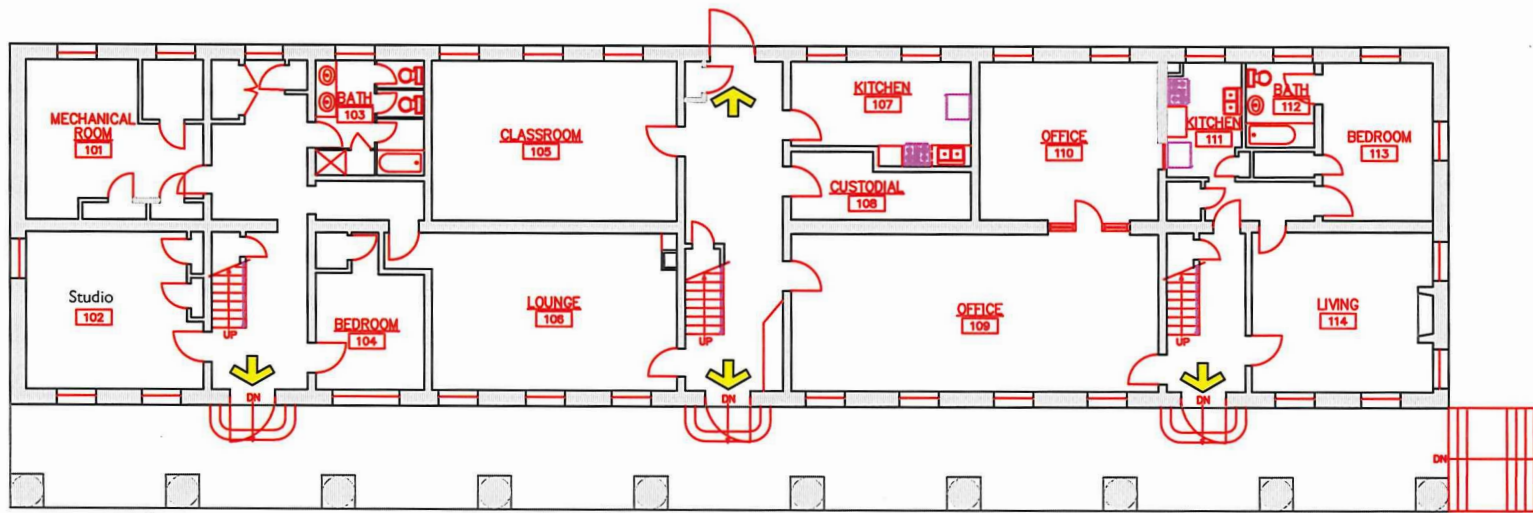 MECHANICAL
ROOM
101
BATH
103
CLASSROOM
105
KITCHEN
107
CUSTODIAL
108
OFFICE
110
KITCHEN
111
BATH
112
BEDROOM
113
Studio
102
UP
DN
BEDROOM
104
LOUNGE
106
UP
DN
OFFICE
109
UP
DN
LIVING
114
DN